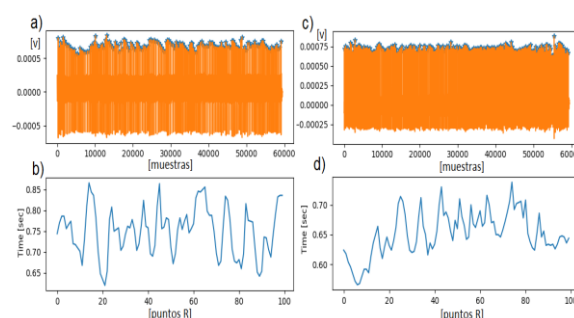 a)
[v]
0.0005
0.0000
−0.0005
0 10000 20000 30000 40000 50000 60000
[muestras]
c)
[v]
0.00075
0.00050
0.00025
0.00000
−0.00025
0 10000 20000 30000 40000 50000 60000
[muestras]
b)
Time [sec]
0.85
0.80
0.75
0.70
0.65
0 20 40 60 80 100
[puntos R]
d)
Time [sec]
0.70
0.65
0.60
0 20 40 60 80 100
[puntos R]